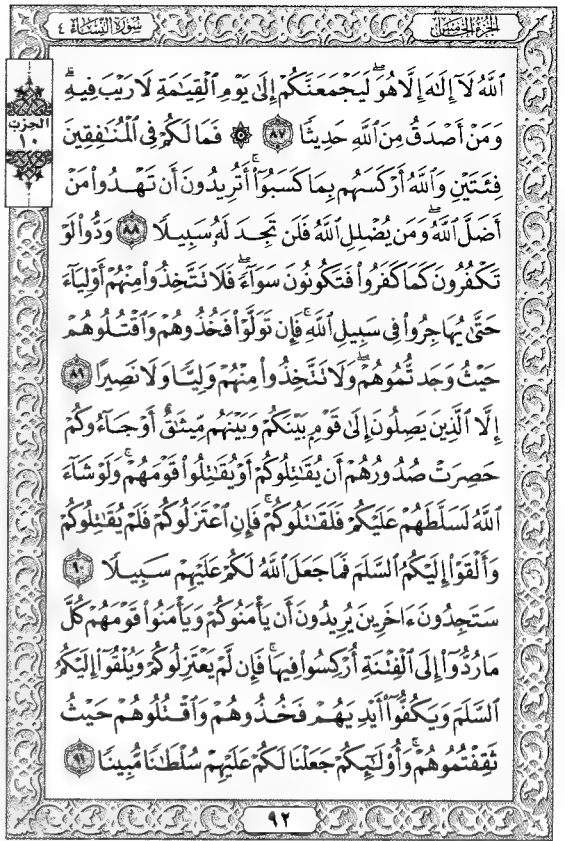 الجزء الخامس
سورة النساء ٤
الحزب
١٠
ٱللَّهُ لَآ إِلَٰهَ إِلَّا هُوَۚ لَيَجْمَعَنَّكُمْ إِلَىٰ يَوْمِ ٱلْقِيَٰمَةِ لَا رَيْبَ فِيهِۗ
وَمَنْ أَصْدَقُ مِنَ ٱللَّهِ حَدِيثًا ٨٧ ۞ فَمَا لَكُمْ فِى ٱلْمُنَٰفِقِينَ
فِئَتَيْنِ وَٱللَّهُ أَرْكَسَهُم بِمَا كَسَبُوٓا۟ۚ أَتُرِيدُونَ أَن تَهْدُوا۟ مَنْ
أَضَلَّ ٱللَّهُۖ وَمَن يُضْلِلِ ٱللَّهُ فَلَن تَجِدَ لَهُۥ سَبِيلًا ٨٨ وَدُّوا۟ لَوْ
تَكْفُرُونَ كَمَا كَفَرُوا۟ فَتَكُونُونَ سَوَآءًۖ فَلَا تَتَّخِذُوا۟ مِنْهُمْ أَوْلِيَآءَ
حَتَّىٰ يُهَاجِرُوا۟ فِى سَبِيلِ ٱللَّهِۚ فَإِن تَوَلَّوْا۟ فَخُذُوهُمْ وَٱقْتُلُوهُمْ
حَيْثُ وَجَدتُّمُوهُمْۖ وَلَا تَتَّخِذُوا۟ مِنْهُمْ وَلِيًّا وَلَا نَصِيرًا ٨٩
إِلَّا ٱلَّذِينَ يَصِلُونَ إِلَىٰ قَوْمٍۭ بَيْنَكُمْ وَبَيْنَهُم مِّيثَٰقٌ أَوْ جَآءُوكُمْ
حَصِرَتْ صُدُورُهُمْ أَن يُقَٰتِلُوكُمْ أَوْ يُقَٰتِلُوا۟ قَوْمَهُمْۚ وَلَوْ شَآءَ
ٱللَّهُ لَسَلَّطَهُمْ عَلَيْكُمْ فَلَقَٰتَلُوكُمْۚ فَإِنِ ٱعْتَزَلُوكُمْ فَلَمْ يُقَٰتِلُوكُمْ
وَأَلْقَوْا۟ إِلَيْكُمُ ٱلسَّلَمَ فَمَا جَعَلَ ٱللَّهُ لَكُمْ عَلَيْهِمْ سَبِيلًا ٩٠
سَتَجِدُونَ ءَاخَرِينَ يُرِيدُونَ أَن يَأْمَنُوكُمْ وَيَأْمَنُوا۟ قَوْمَهُمْ كُلَّ
مَا رُدُّوٓا۟ إِلَى ٱلْفِتْنَةِ أُرْكِسُوا۟ فِيهَاۚ فَإِن لَّمْ يَعْتَزِلُوكُمْ وَيُلْقُوٓا۟ إِلَيْكُمُ
ٱلسَّلَمَ وَيَكُفُّوٓا۟ أَيْدِيَهُمْ فَخُذُوهُمْ وَٱقْتُلُوهُمْ حَيْثُ
ثَقِفْتُمُوهُمْۚ وَأُو۟لَٰٓئِكُمْ جَعَلْنَا لَكُمْ عَلَيْهِمْ سُلْطَٰنًا مُّبِينًا ٩١
٩٢